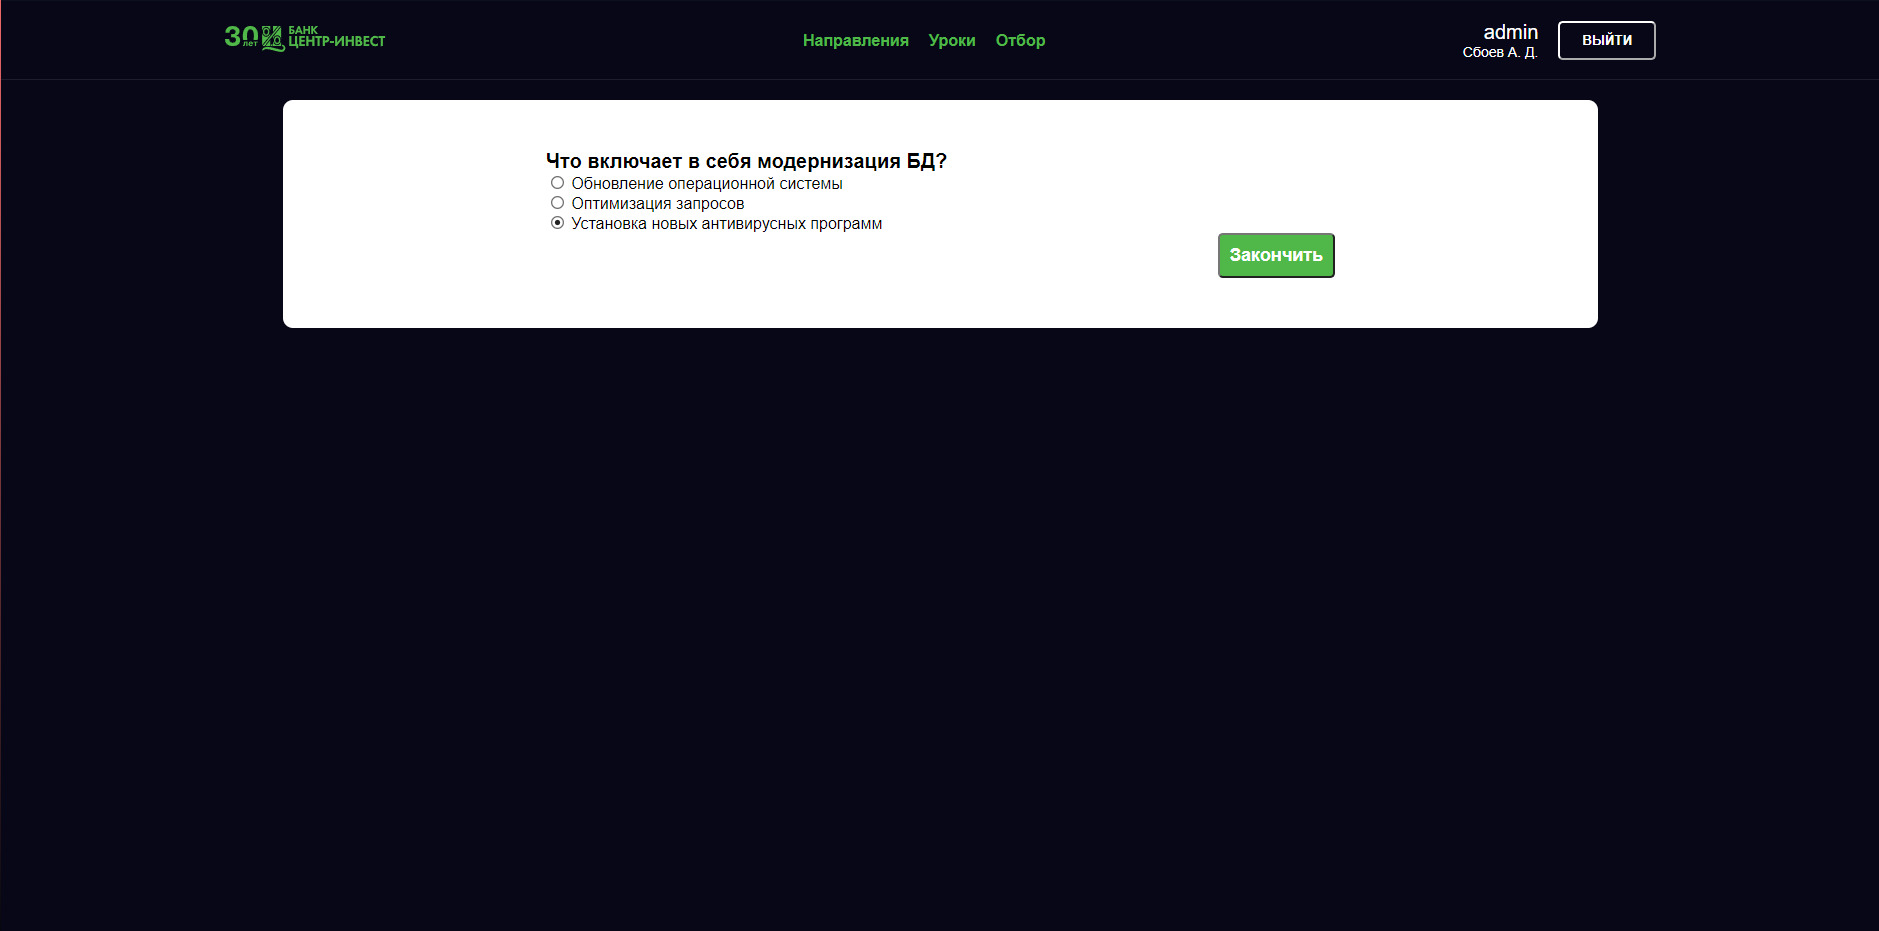 30 лет БАНК ЦЕНТР-ИНВЕСТ
Направления Уроки Отбор
admin
Сбоев А. Д.
ВЫЙТИ
Что включает в себя модернизация БД?
Обновление операционной системы
Оптимизация запросов
Установка новых антивирусных программ
Закончить